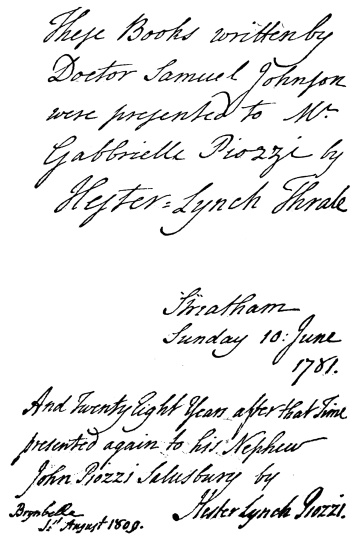 These Books written by
Doctor Samuel Johnson
were presented to Mr.
Gabbrielle Piozzi by
Hester=Lynch Thrale
Streatham
Sunday 10: June
1781.
And Twenty Eight Years after that Time
presented again to his Nephew
John Piozzi Salusbury by
Hester Lynch Piozzi.
Brynbella
1st August 1809.